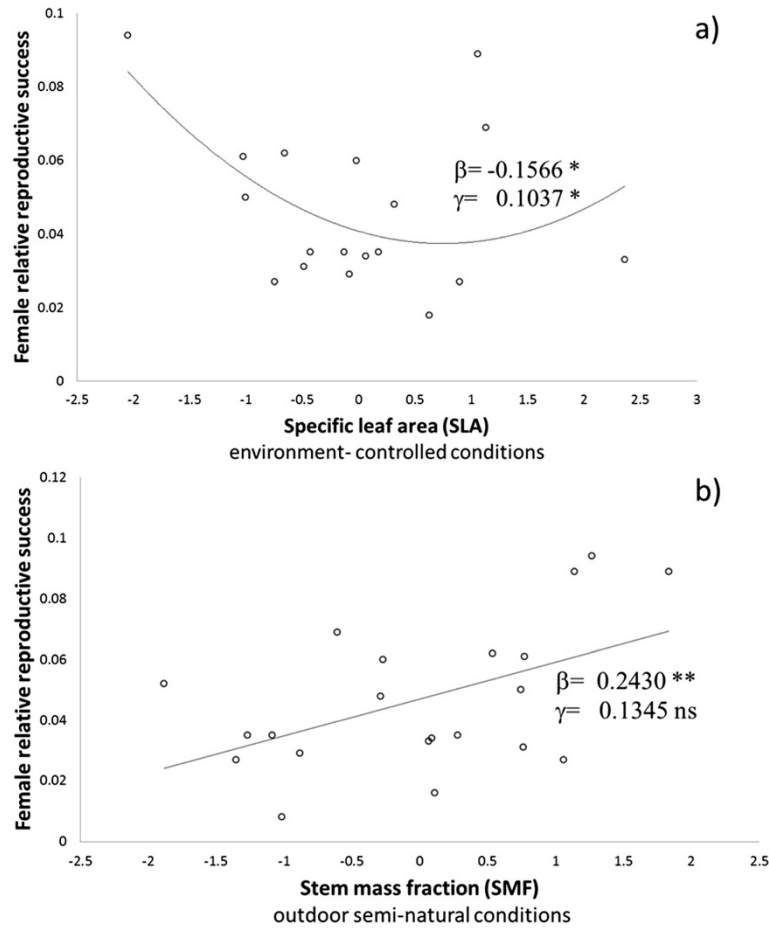 a)
Female relative reproductive success
0.1
0.08
0.06
0.04
0.02
0
β= -0.1566 *
γ= 0.1037 *
-2.5 -2 -1.5 -1 -0.5 0 0.5 1 1.5 2 2.5 3
Specific leaf area (SLA)
environment- controlled conditions
b)
Female relative reproductive success
0.12
0.1
0.08
0.06
0.04
0.02
0
β= 0.2430 **
γ= 0.1345 ns
-2.5 -2 -1.5 -1 -0.5 0 0.5 1 1.5 2 2.5
Stem mass fraction (SMF)
outdoor semi-natural conditions